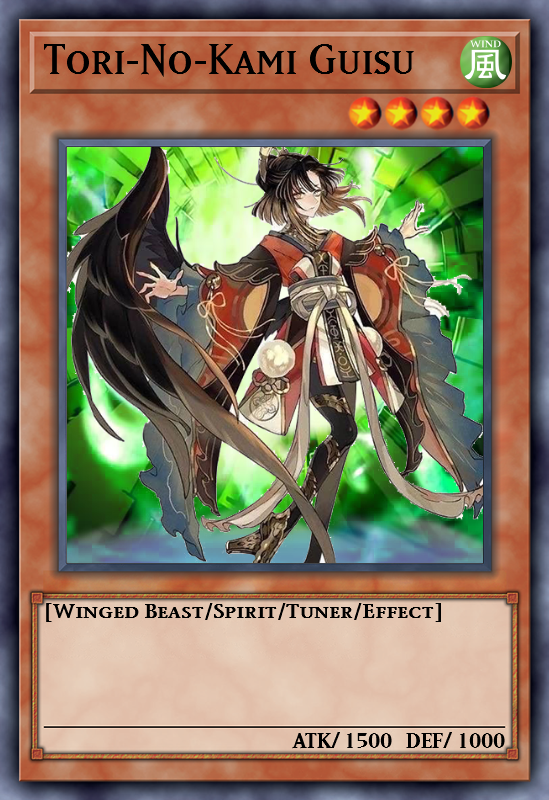 Tori-No-Kami Guisu
WIND
風
[Winged Beast/Spirit/Tuner/Effect]
ATK/ 1500 DEF/ 1000